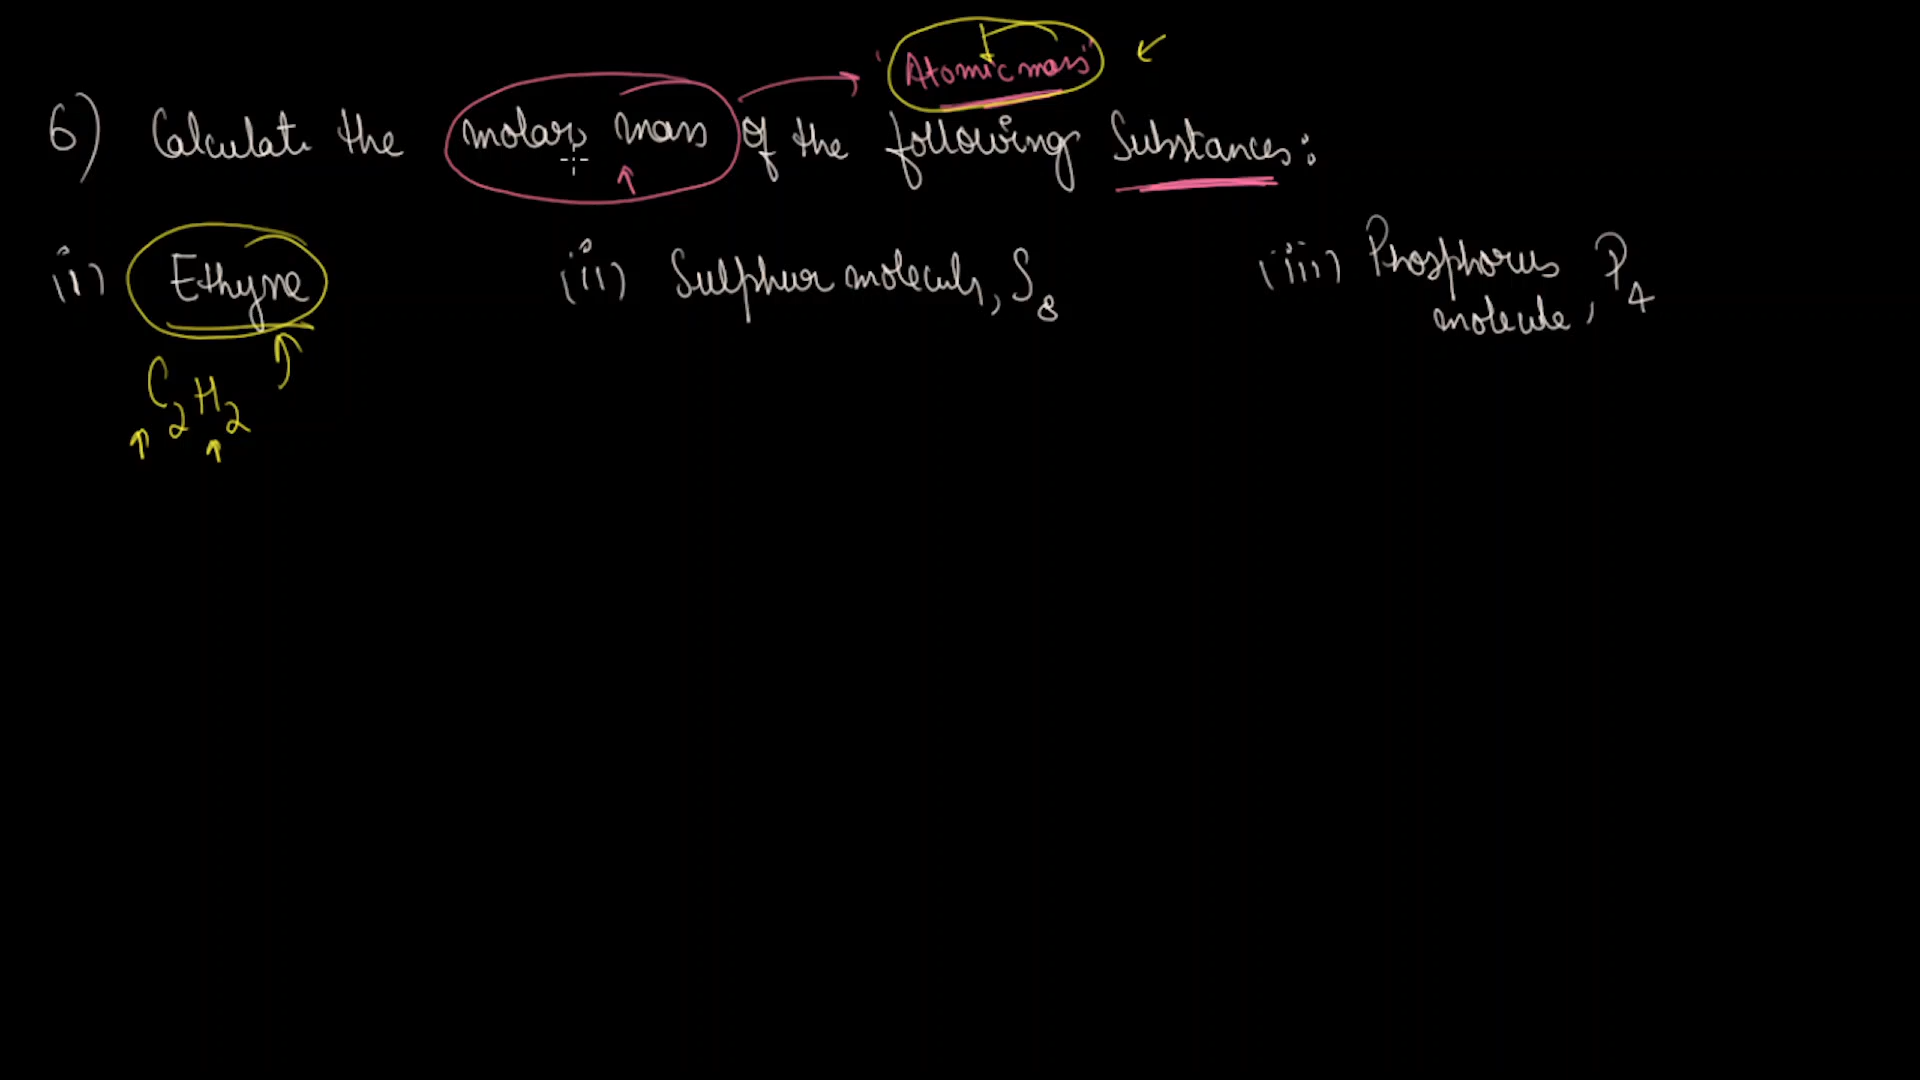 'Atomic mass'
6) Calculate the molar mass of the following Substances:
(i) Ethyne (ii) Sulphur molecule, S8 (iii) Phosphorus P4
molecule,
C2H2